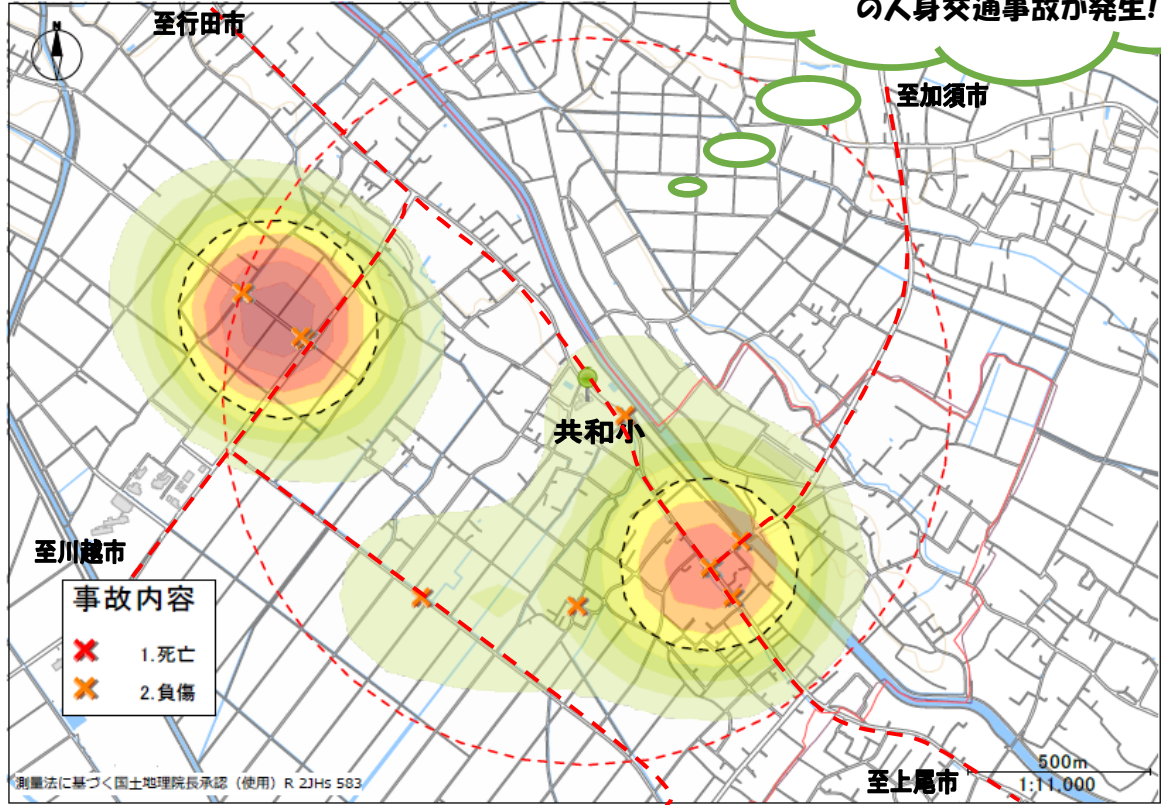 の人身交通事故が発生!
至行田市
N
至加須市
共和小
至川越市
事故内容
1.死亡
2.負傷
測量法に基づく国土地理院長承認（使用）R 2JHs 583
至上尾市
500m
1:11,000